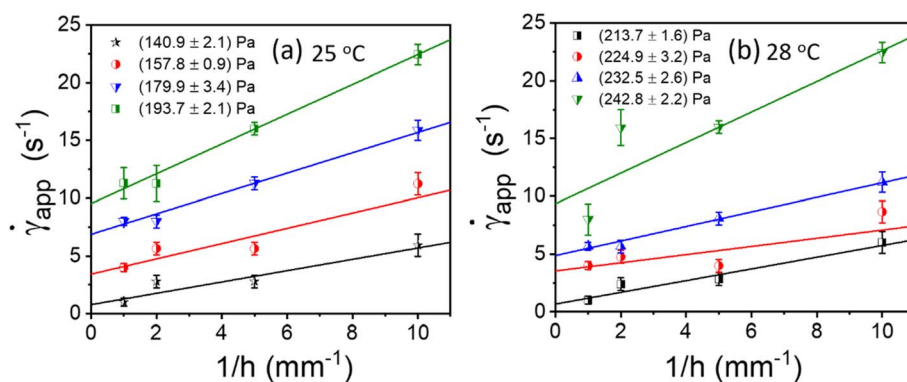 (a) 25 °C
(140.9 ± 2.1) Pa
(157.8 ± 0.9) Pa
(179.9 ± 3.4) Pa
(193.7 ± 2.1) Pa
γ̇app (s⁻¹)
25
20
15
10
5
0
0 2 4 6 8 10
1/h (mm⁻¹)
(b) 28 °C
(213.7 ± 1.6) Pa
(224.9 ± 3.2) Pa
(232.5 ± 2.6) Pa
(242.8 ± 2.2) Pa
γ̇app (s⁻¹)
25
20
15
10
5
0
0 2 4 6 8 10
1/h (mm⁻¹)